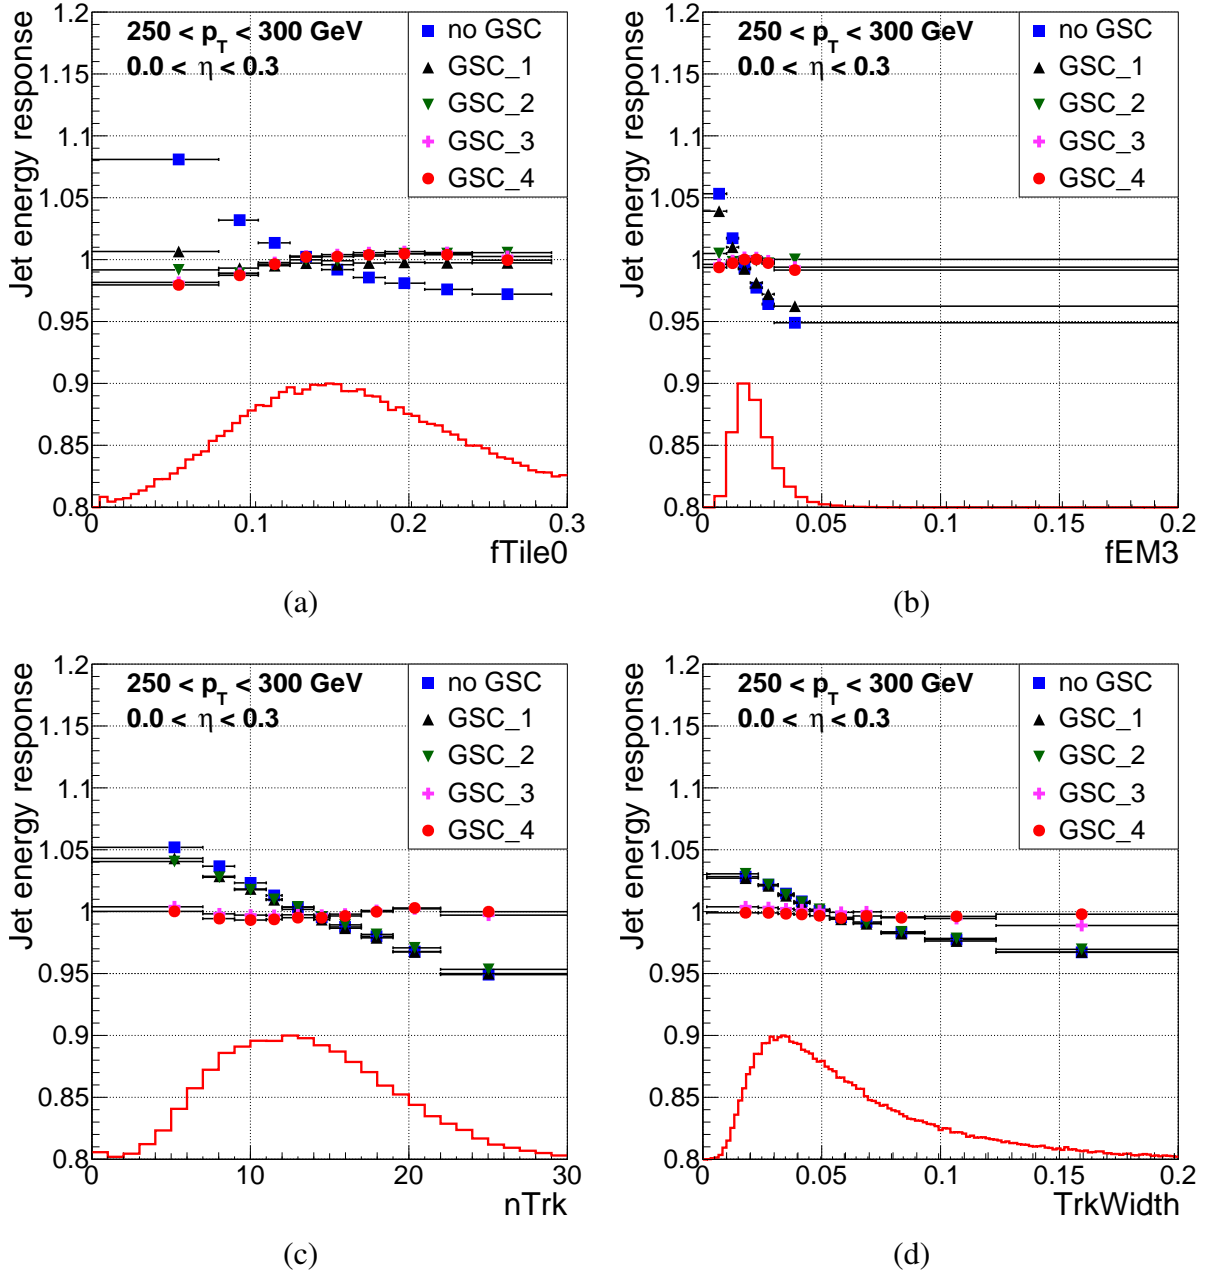 Jet energy response
250 < p_T < 300 GeV
0.0 < η < 0.3
no GSC
GSC_1
GSC_2
GSC_3
GSC_4
1.2
1.15
1.1
1.05
1
0.95
0.9
0.85
0.8
0 0.1 0.2 0.3
fTile0
(a)
Jet energy response
250 < p_T < 300 GeV
0.0 < η < 0.3
no GSC
GSC_1
GSC_2
GSC_3
GSC_4
1.2
1.15
1.1
1.05
1
0.95
0.9
0.85
0.8
0 0.05 0.1 0.15 0.2
fEM3
(b)
Jet energy response
250 < p_T < 300 GeV
0.0 < η < 0.3
no GSC
GSC_1
GSC_2
GSC_3
GSC_4
1.2
1.15
1.1
1.05
1
0.95
0.9
0.85
0.8
0 10 20 30
nTrk
(c)
Jet energy response
250 < p_T < 300 GeV
0.0 < η < 0.3
no GSC
GSC_1
GSC_2
GSC_3
GSC_4
1.2
1.15
1.1
1.05
1
0.95
0.9
0.85
0.8
0 0.05 0.1 0.15 0.2
TrkWidth
(d)